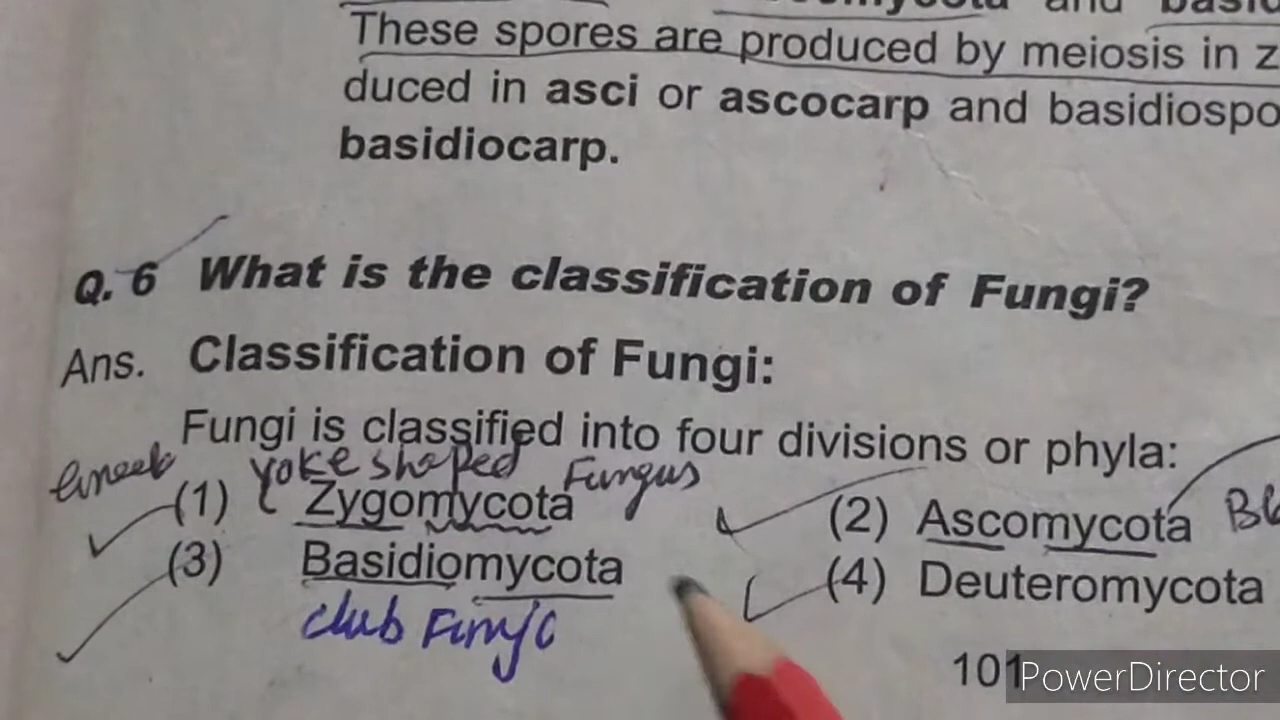 and
These spores are produced by meiosis in z
duced in asci or ascocarp and basidiospo
basidiocarp.
Q. 6 What is the classification of Fungi?
Ans. Classification of Fungi:
Fungi is classified into four divisions or phyla:
yoke shaped Fungus
(1) Zygomycota (2) Ascomycota
(3) Basidiomycota (4) Deuteromycota
club
101
PowerDirector